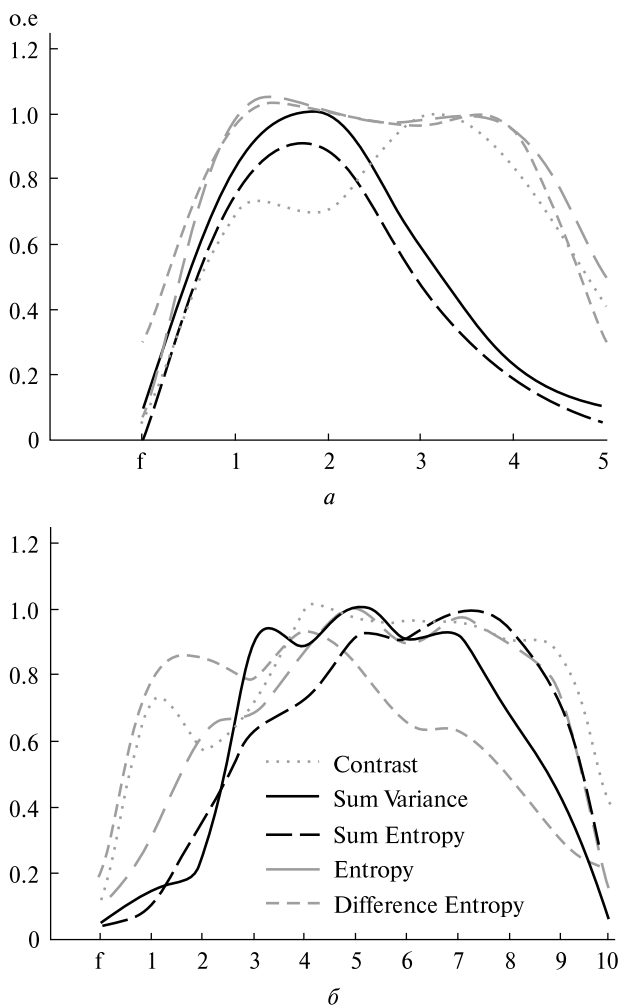 o.e
1.2
1.0
0.8
0.6
0.4
0.2
0
f 1 2 3 4 5
а
1.2
1.0
0.8
0.6
0.4
0.2
0
Contrast
Sum Variance
Sum Entropy
Entropy
Difference Entropy
f 1 2 3 4 5 6 7 8 9 10
б